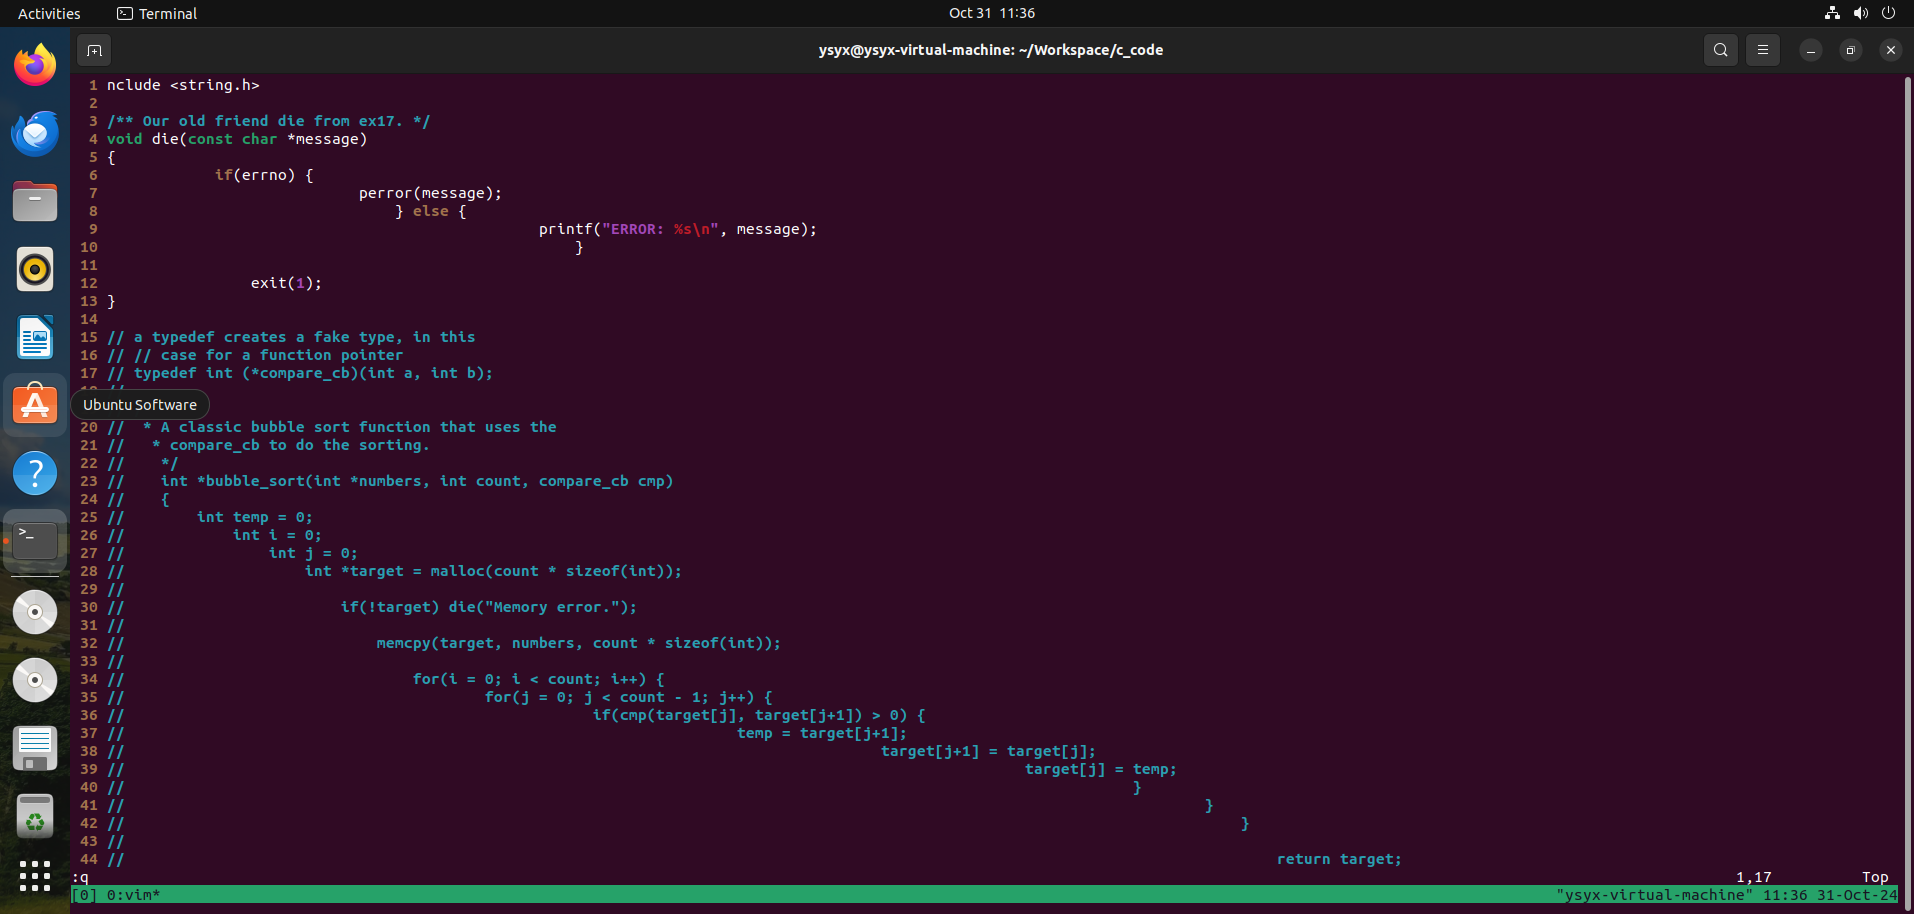 Activities Terminal Oct 31 11:36
ysyx@ysyx-virtual-machine: ~/Workspace/c_code
1 nclude <string.h>
2
3 /** Our old friend die from ex17. */
4 void die(const char *message)
5 {
6 if(errno) {
7 perror(message);
8 } else {
9 printf("ERROR: %s\n", message);
10 }
11
12 exit(1);
13 }
14
15 // a typedef creates a fake type, in this
16 // // case for a function pointer
17 // typedef int (*compare_cb)(int a, int b);
Ubuntu Software
20 // * A classic bubble sort function that uses the
21 // * compare_cb to do the sorting.
22 // */
23 // int *bubble_sort(int *numbers, int count, compare_cb cmp)
24 // {
25 // int temp = 0;
26 // int i = 0;
27 // int j = 0;
28 // int *target = malloc(count * sizeof(int));
29 //
30 // if(!target) die("Memory error.");
31 //
32 // memcpy(target, numbers, count * sizeof(int));
33 //
34 // for(i = 0; i < count; i++) {
35 // for(j = 0; j < count - 1; j++) {
36 // if(cmp(target[j], target[j+1]) > 0) {
37 // temp = target[j+1];
38 // target[j+1] = target[j];
39 // target[j] = temp;
40 // }
41 // }
42 // }
43 //
44 // return target;
:q 1,17 Top
[0] 0:vim* "ysyx-virtual-machine" 11:36 31-Oct-24